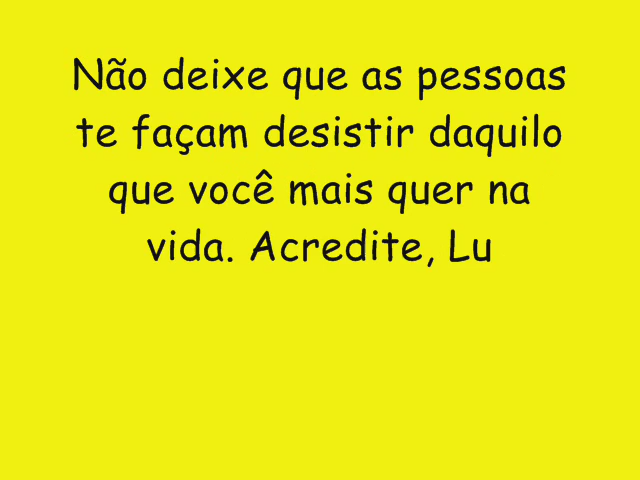 Não deixe que as pessoas
te façam desistir daquilo
que você mais quer na
vida. Acredite, Lu